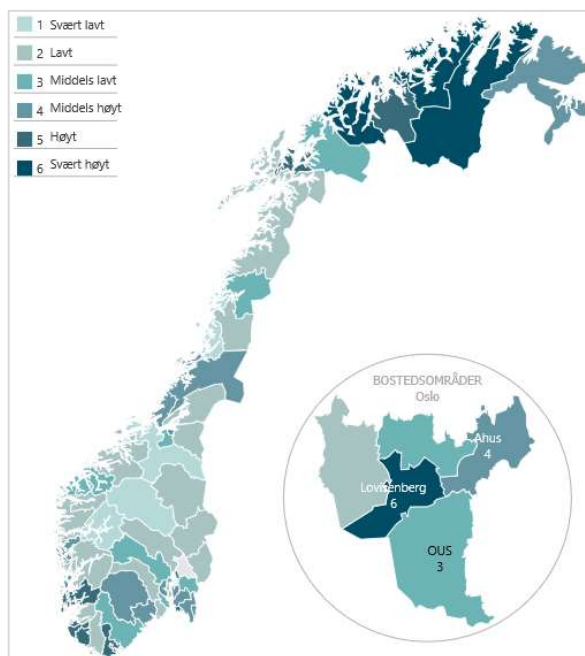 1 Svært lavt
2 Lavt
3 Middels lavt
4 Middels høyt
5 Høyt
6 Svært høyt
BOSTEDSOMRÅDER
Oslo
Ahus
4
Lovisenberg
6
OUS
3